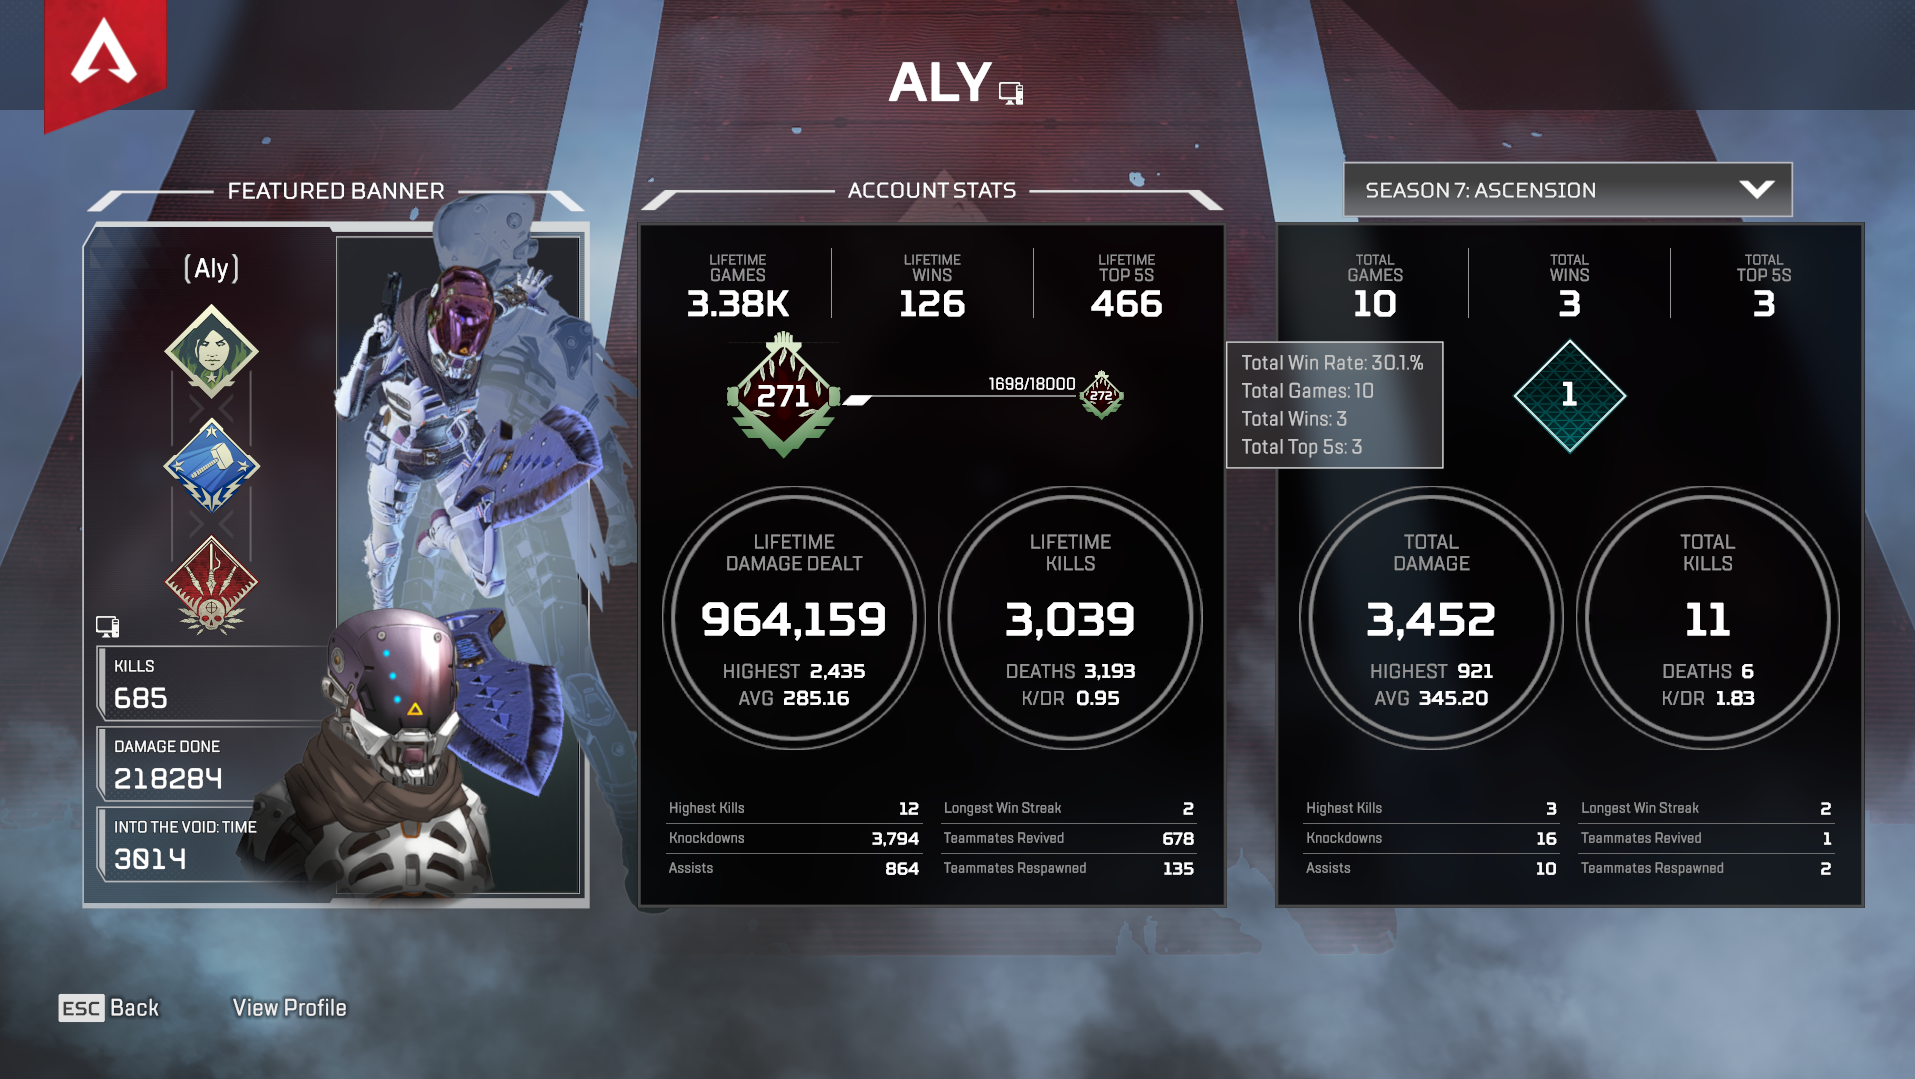 ALY
FEATURED BANNER
(Aly)
KILLS
685
DAMAGE DONE
218284
INTO THE VOID: TIME
3014
ACCOUNT STATS
LIFETIME
GAMES
3.38K
LIFETIME
WINS
126
LIFETIME
TOP 5S
466
271
1698/18000
272
LIFETIME
DAMAGE DEALT
964,159
HIGHEST 2,435
AVG 285.16
LIFETIME
KILLS
3,039
DEATHS 3,193
K/DR 0.95
Highest Kills 12
Knockdowns 3,794
Assists 864
Longest Win Streak 2
Teammates Revived 678
Teammates Respawned 135
SEASON 7: ASCENSION
TOTAL
GAMES
10
TOTAL
WINS
3
TOTAL
TOP 5S
3
Total Win Rate: 30.1.%
Total Games: 10
Total Wins: 3
Total Top 5s: 3
1
TOTAL
DAMAGE
3,452
HIGHEST 921
AVG 345.20
TOTAL
KILLS
11
DEATHS 6
K/DR 1.83
Highest Kills 3
Knockdowns 16
Assists 10
Longest Win Streak 2
Teammates Revived 1
Teammates Respawned 2
ESC Back
View Profile